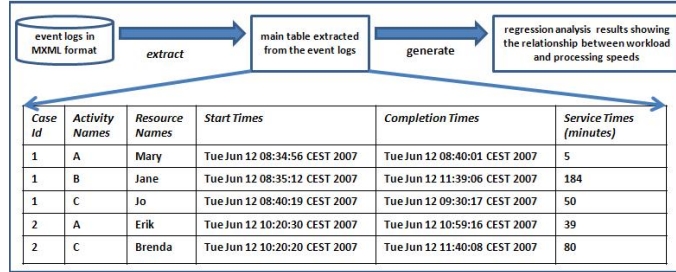 event logs in
MXML format
extract
main table extracted
from the event logs
generate
regression analysis results showing
the relationship between workload
and processing speeds
Case Id Activity Names Resource Names Start Times Completion Times Service Times (minutes)
1 A Mary Tue Jun 12 08:34:56 CEST 2007 Tue Jun 12 08:40:01 CEST 2007 5
1 B Jane Tue Jun 12 08:35:12 CEST 2007 Tue Jun 12 11:39:06 CEST 2007 184
1 C Jo Tue Jun 12 08:40:19 CEST 2007 Tue Jun 12 09:30:17 CEST 2007 50
2 A Erik Tue Jun 12 10:20:30 CEST 2007 Tue Jun 12 10:59:16 CEST 2007 39
2 C Brenda Tue Jun 12 10:20:20 CEST 2007 Tue Jun 12 11:40:08 CEST 2007 80